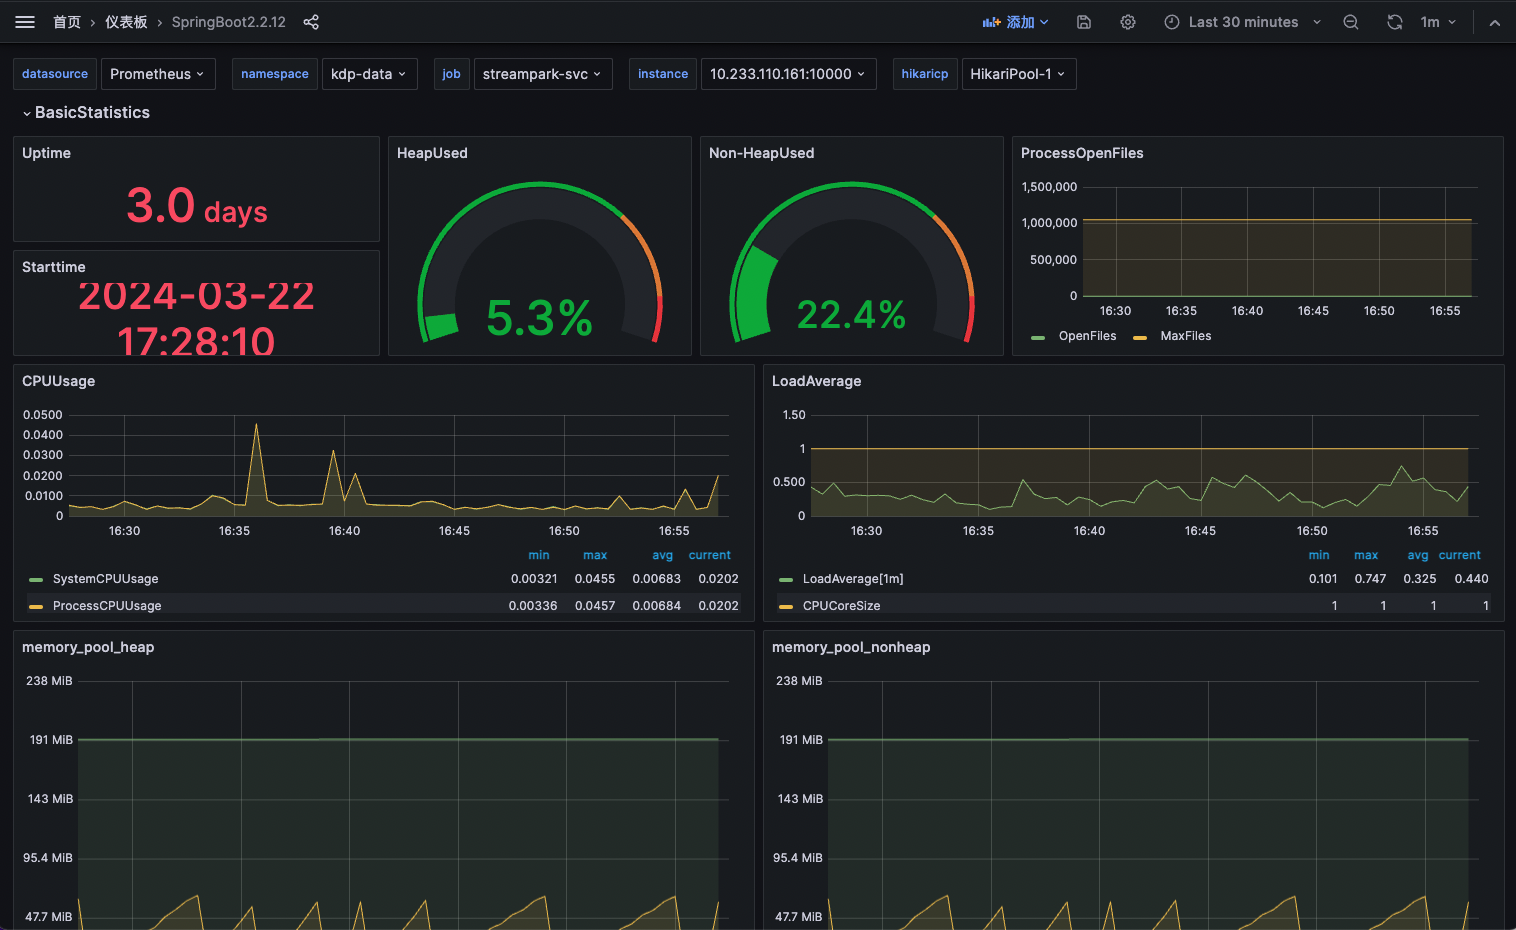 首页 › 仪表板 › SpringBoot2.2.12
添加
Last 30 minutes
1m
datasource Prometheus namespace kdp-data job streampark-svc instance 10.233.110.161:10000 hikaricp HikariPool-1
BasicStatistics
Uptime
3.0 days
Starttime
2024-03-22
17:28:10
HeapUsed
5.3%
Non-HeapUsed
22.4%
ProcessOpenFiles
1,500,000
1,000,000
500,000
0
16:30 16:35 16:40 16:45 16:50 16:55
OpenFiles MaxFiles
CPUUsage
0.0500
0.0400
0.0300
0.0200
0.0100
0
16:30 16:35 16:40 16:45 16:50 16:55
min max avg current
SystemCPUUsage 0.00321 0.0455 0.00683 0.0202
ProcessCPUUsage 0.00336 0.0457 0.00684 0.0202
LoadAverage
1.50
1
0.500
0
16:30 16:35 16:40 16:45 16:50 16:55
min max avg current
LoadAverage[1m] 0.101 0.747 0.325 0.440
CPUCoreSize 1 1 1 1
memory_pool_heap
238 MiB
191 MiB
143 MiB
95.4 MiB
47.7 MiB
memory_pool_nonheap
238 MiB
191 MiB
143 MiB
95.4 MiB
47.7 MiB